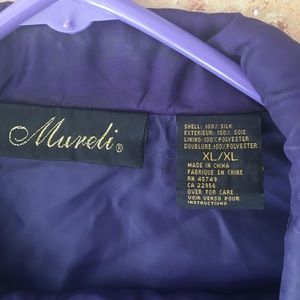 Mureli®
SHELL: 100% SILK
EXTERIEUR: 100% SOIE
LINING: 100% POLYESTER
DOUBLURE: 100% POLYESTER
XL/XL
MADE IN CHINA
FABRIQUE EN CHINE
RN 45749
CA 22956
OVER FOR CARE
VOIR VERSO POUR
INSTRUCTIONS